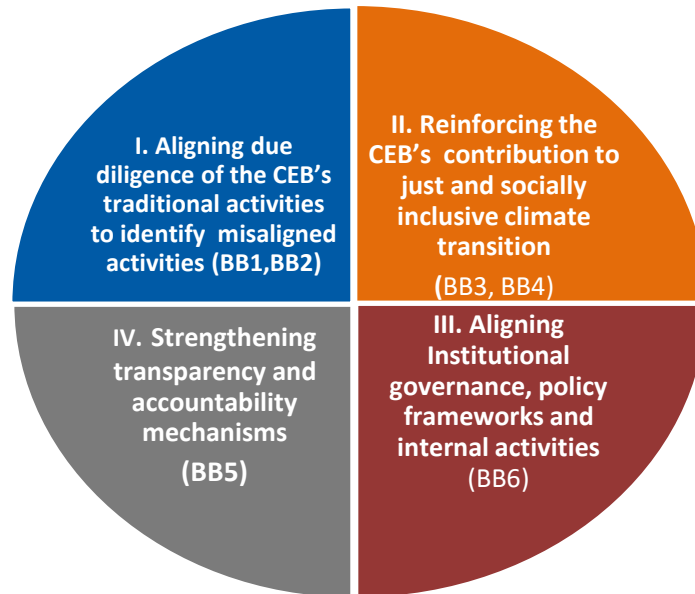 I. Aligning due
diligence of the CEB’s
traditional activities
to identify misaligned
activities (BB1,BB2)
II. Reinforcing the
CEB’s contribution to
just and socially
inclusive climate
transition
(BB3, BB4)
IV. Strengthening
transparency and
accountability
mechanisms
(BB5)
III. Aligning
Institutional
governance, policy
frameworks and
internal activities
(BB6)